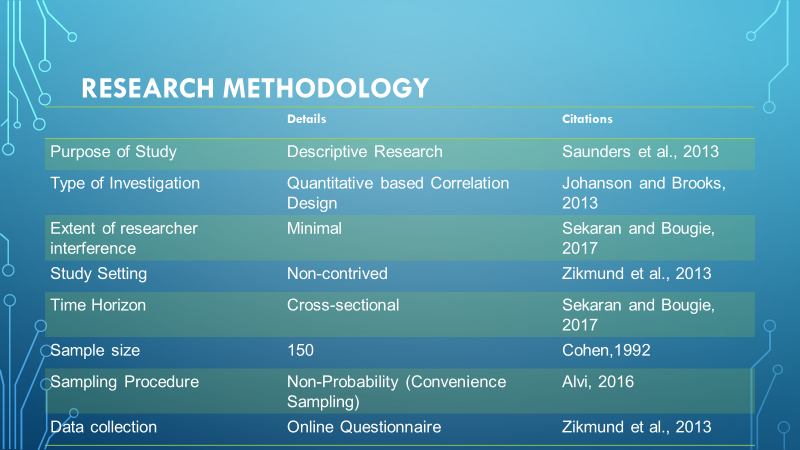 RESEARCH METHODOLOGY
Details Citations
Purpose of Study Descriptive Research Saunders et al., 2013
Type of Investigation Quantitative based Correlation Johanson and Brooks,
Design 2013
Extent of researcher Minimal Sekaran and Bougie,
interference 2017
Study Setting Non-contrived Zikmund et al., 2013
Time Horizon Cross-sectional Sekaran and Bougie,
2017
Sample size 150 Cohen,1992
Sampling Procedure Non-Probability (Convenience Alvi, 2016
Sampling)
Data collection Online Questionnaire Zikmund et al., 2013